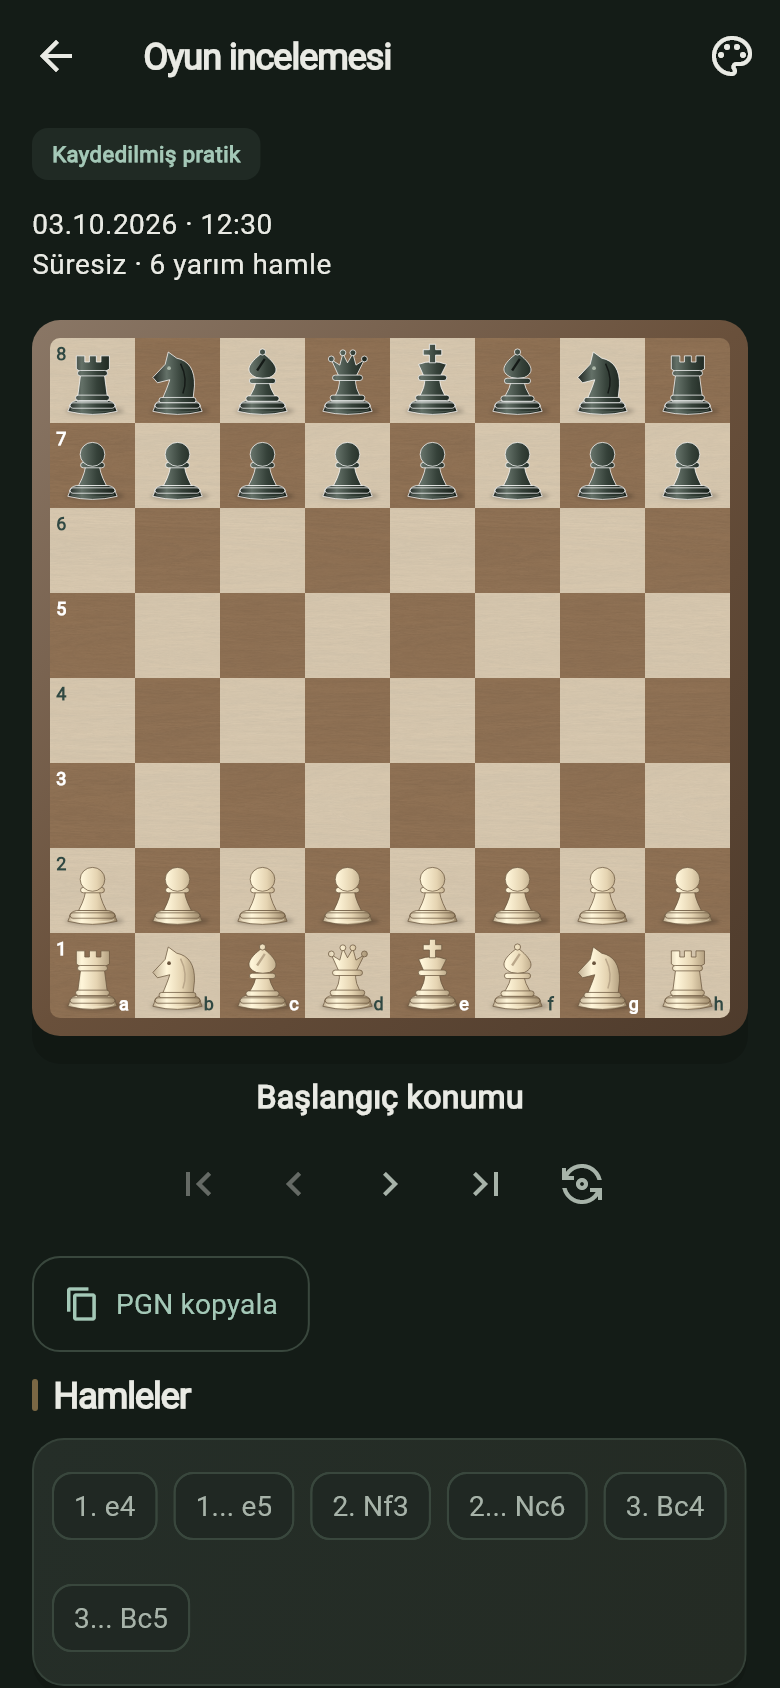 Oyun incelemesi
Kaydedilmiş pratik
03.10.2026 · 12:30
Süresiz · 6 yarım hamle
8
7
6
5
4
3
2
1
a b c d e f g h
Başlangıç konumu
PGN kopyala
Hamleler
1. e4 1... e5 2. Nf3 2... Nc6 3. Bc4
3... Bc5